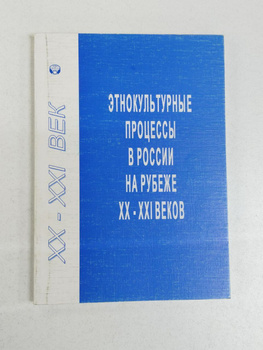 XX - XXI ВЕК
ЭТНОКУЛЬТУРНЫЕ
ПРОЦЕССЫ
В РОССИИ
НА РУБЕЖЕ
XX - XXI ВЕКОВ